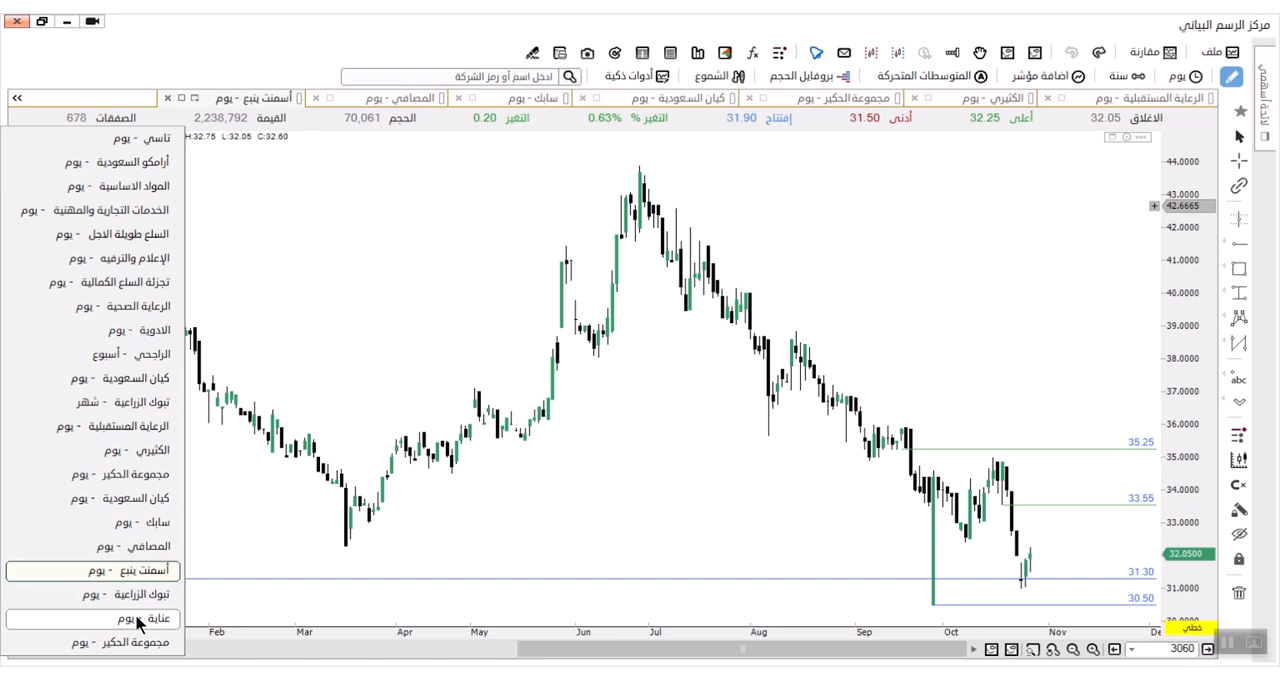 مركز الرسم البياني
ملف مقارنة
يوم سنة اضافة مؤشر المتوسطات المتحركة بروفايل الحجم الشموع أدوات ذكية ادخل اسم أو رمز الشركة
الرعاية المستقبلية - يوم الكثيري - يوم مجموعة الحكير - يوم كيان السعودية - يوم سابك - يوم المصافي - يوم أسمنت ينبع - يوم
الاغلاق 32.05 أعلى 32.25 أدنى 31.50 إفتتاح 31.90 التغير % 0.63% التغير 0.20 الحجم 70,061 القيمة 2,238,792 الصفقات 678
H:32.75 L:32.05 C:32.60
تاسي - يوم
أرامكو السعودية - يوم
المواد الاساسية - يوم
الخدمات التجارية والمهنية - يوم
السلع طويلة الاجل - يوم
الإعلام والترفيه - يوم
تجزئة السلع الكمالية - يوم
الرعاية الصحية - يوم
الادوية - يوم
الراجحي - أسبوع
كيان السعودية - يوم
تبوك الزراعية - شهر
الرعاية المستقبلية - يوم
الكثيري - يوم
مجموعة الحكير - يوم
كيان السعودية - يوم
سابك - يوم
المصافي - يوم
أسمنت ينبع - يوم
تبوك الزراعية - يوم
عناية - يوم
مجموعة الحكير - يوم
44.0000
43.0000
42.6665
42.0000
41.0000
40.0000
39.0000
38.0000
37.0000
36.0000
35.0000
34.0000
33.0000
32.0500
31.0000
35.25
33.55
31.30
30.50
abc
Feb Mar Apr May Jun Jul Aug Sep Oct Nov
خطي
3060